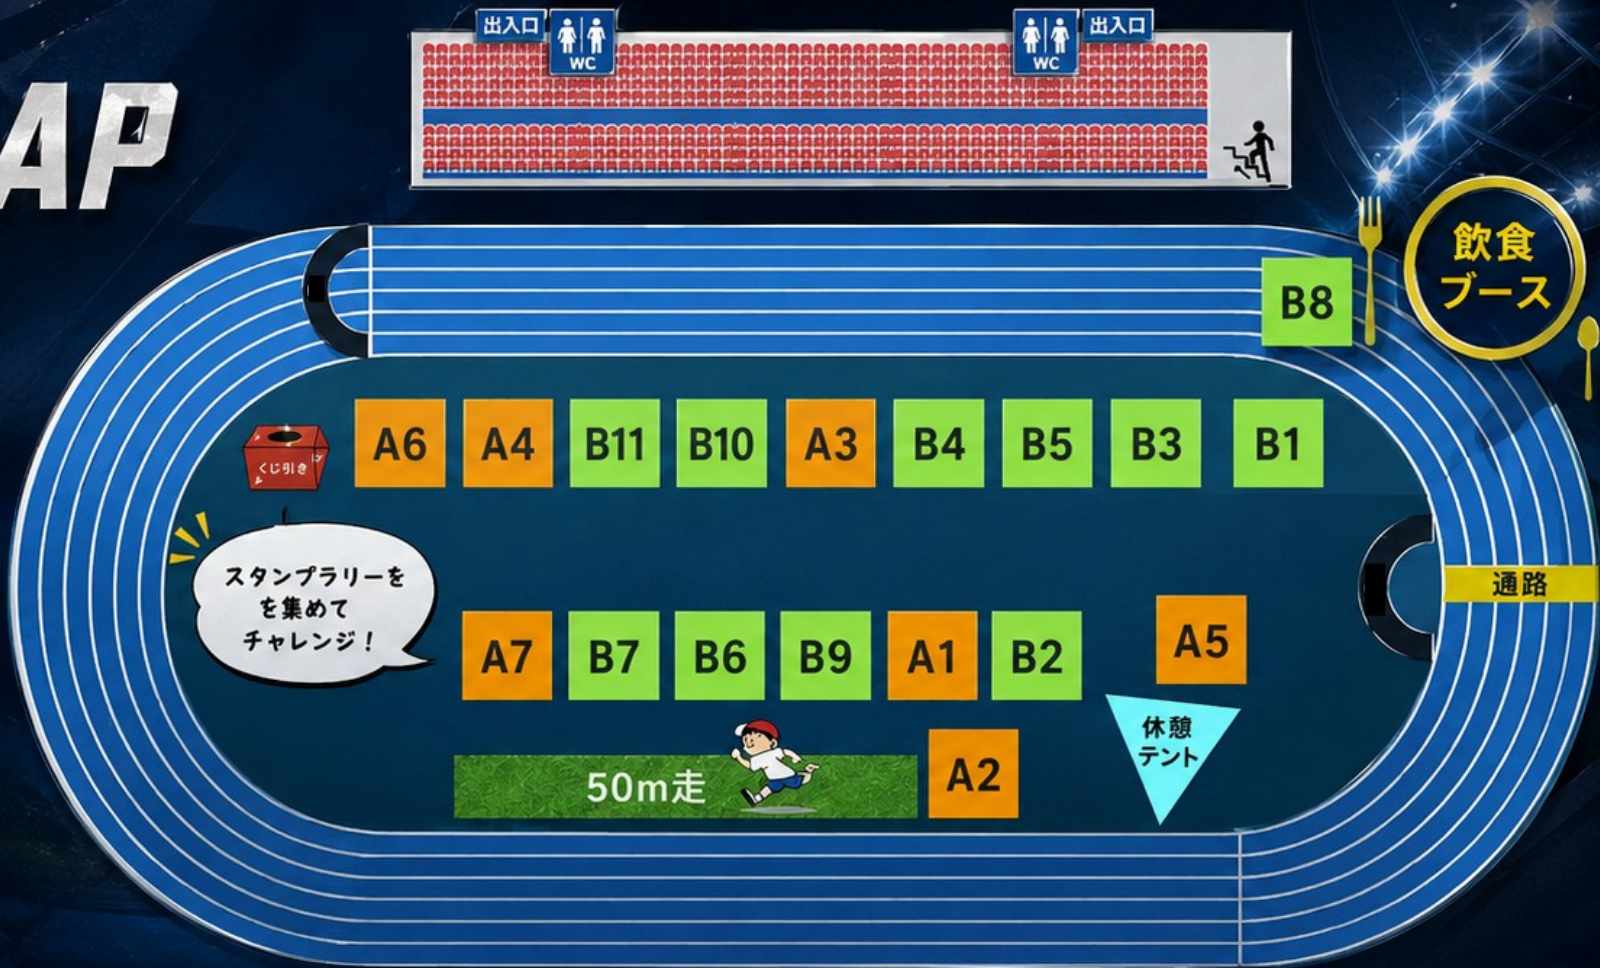 出入口
WC
WC
出入口
AP
飲食
ブース
B8
A6
A4
B11
B10
A3
B4
B5
B3
B1
くじ引き
スタンプラリーを
を集めて
チャレンジ!
通路
A7
B7
B6
B9
A1
B2
A5
休憩
テント
50m走
A2